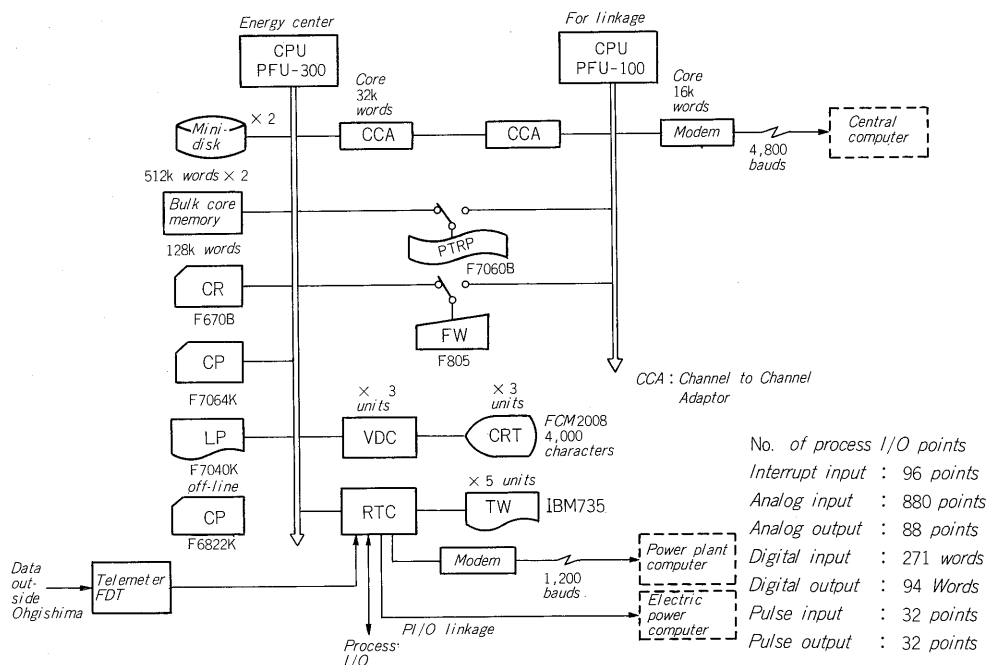 Energy center
CPU
PFU-300
For linkage
CPU
PFU-100
Core
32k
words
Core
16k
words
Mini-
disk
× 2
CCA
CCA
Modem
4,800
bauds
Central
computer
512k words × 2
Bulk core
memory
128k words
PTRP
F7060B
CR
F670B
FW
F805
CP
F7064K
CCA : Channel to Channel
Adaptor
× 3
units
VDC
× 3
units
CRT
FCM2008
4,000
characters
LP
F7040K
off-line
CP
F6822K
RTC
× 5 units
TW
IBM735
Modem
1,200
bauds
Power plant
computer
Electric
power
computer
Data
out-
side
Ohgishima
Telemeter
FDT
PI/O linkage
Process
I/O
No. of process I/O points
Interrupt input : 96 points
Analog input : 880 points
Analog output : 88 points
Digital input : 271 words
Digital output : 94 Words
Pulse input : 32 points
Pulse output : 32 points